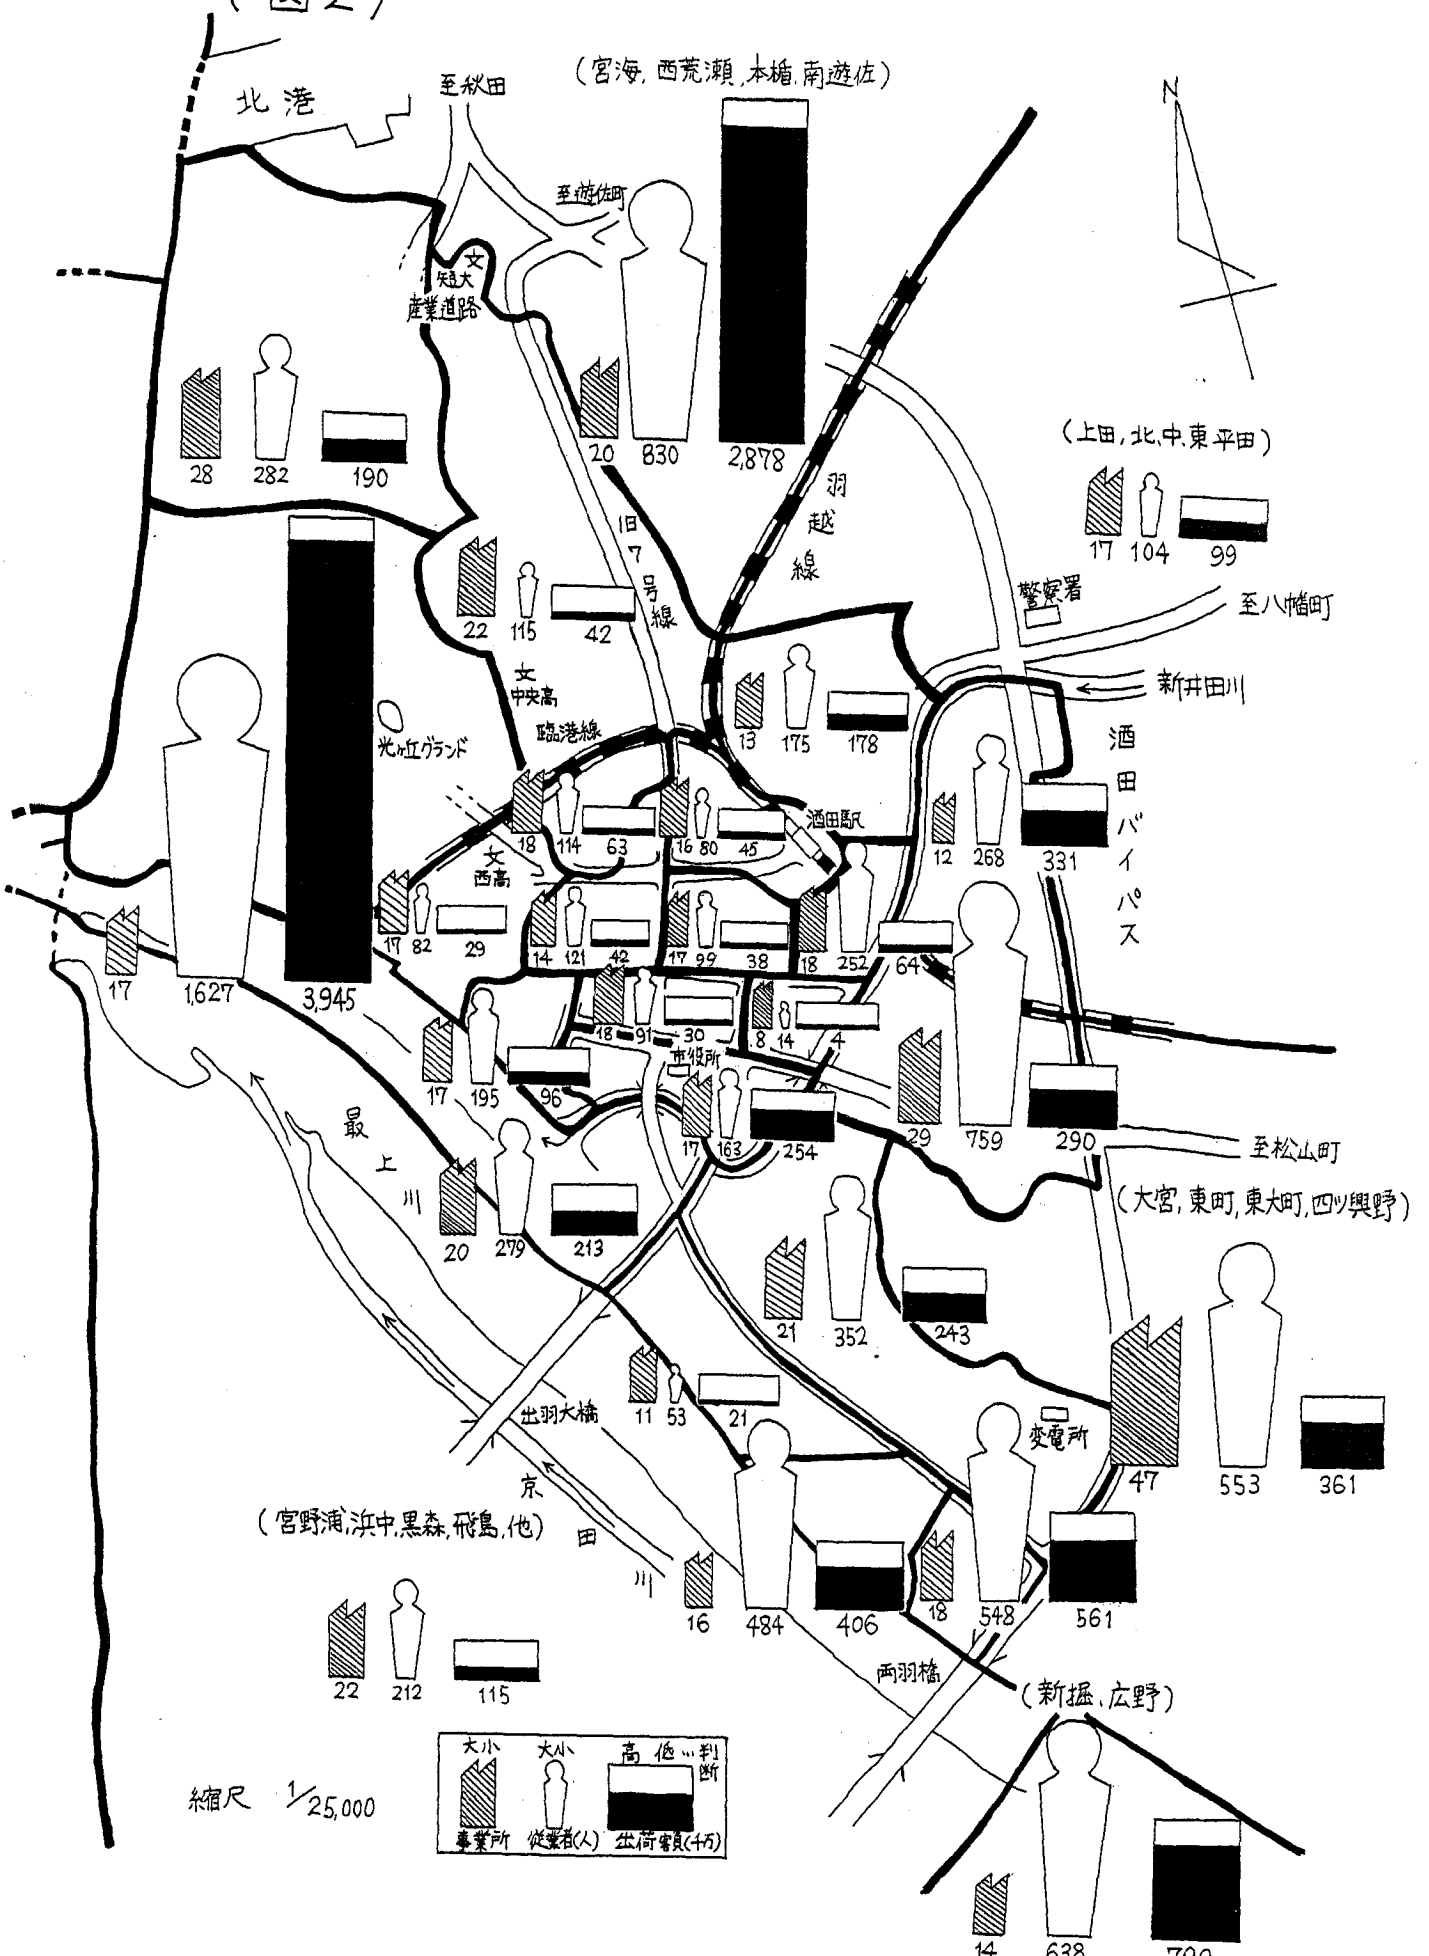 (図2)
北港
至秋田
(宮海,西荒瀬,本楯,南遊佐)
N
至遊佐町
文
短大
産業道路
28 282 190
20 830 2,878
羽越線
(上田,北,中,東平田)
17 104 99
旧7号線
22 115 42
警察署
至八幡町
新井田川
文
中央高
光ヶ丘グランド
臨港線
13 175 178
酒田バイパス
酒田駅
18 114 63
16 80 45
12 268 331
文
西高
17 82 29
14 121 42
17 99 38
18 252 64
17 1,627 3,945
18 91 30
8 14 4
市役所
17 195 96
17 163 254
29 759 290
至松山町
最上川
20 279 213
(大宮,東町,東大町,四ツ興野)
21 352 243
11 53 21
出羽大橋
変電所
47 553 361
京田川
(宮野浦,浜中,黒森,飛島,他)
16 484 406
18 548 561
22 212 115
両羽橋
(新掘,広野)
縮尺 1/25,000
大小 大小 高低…判断
事業所 従業者(人) 出荷額(千万)
14 638